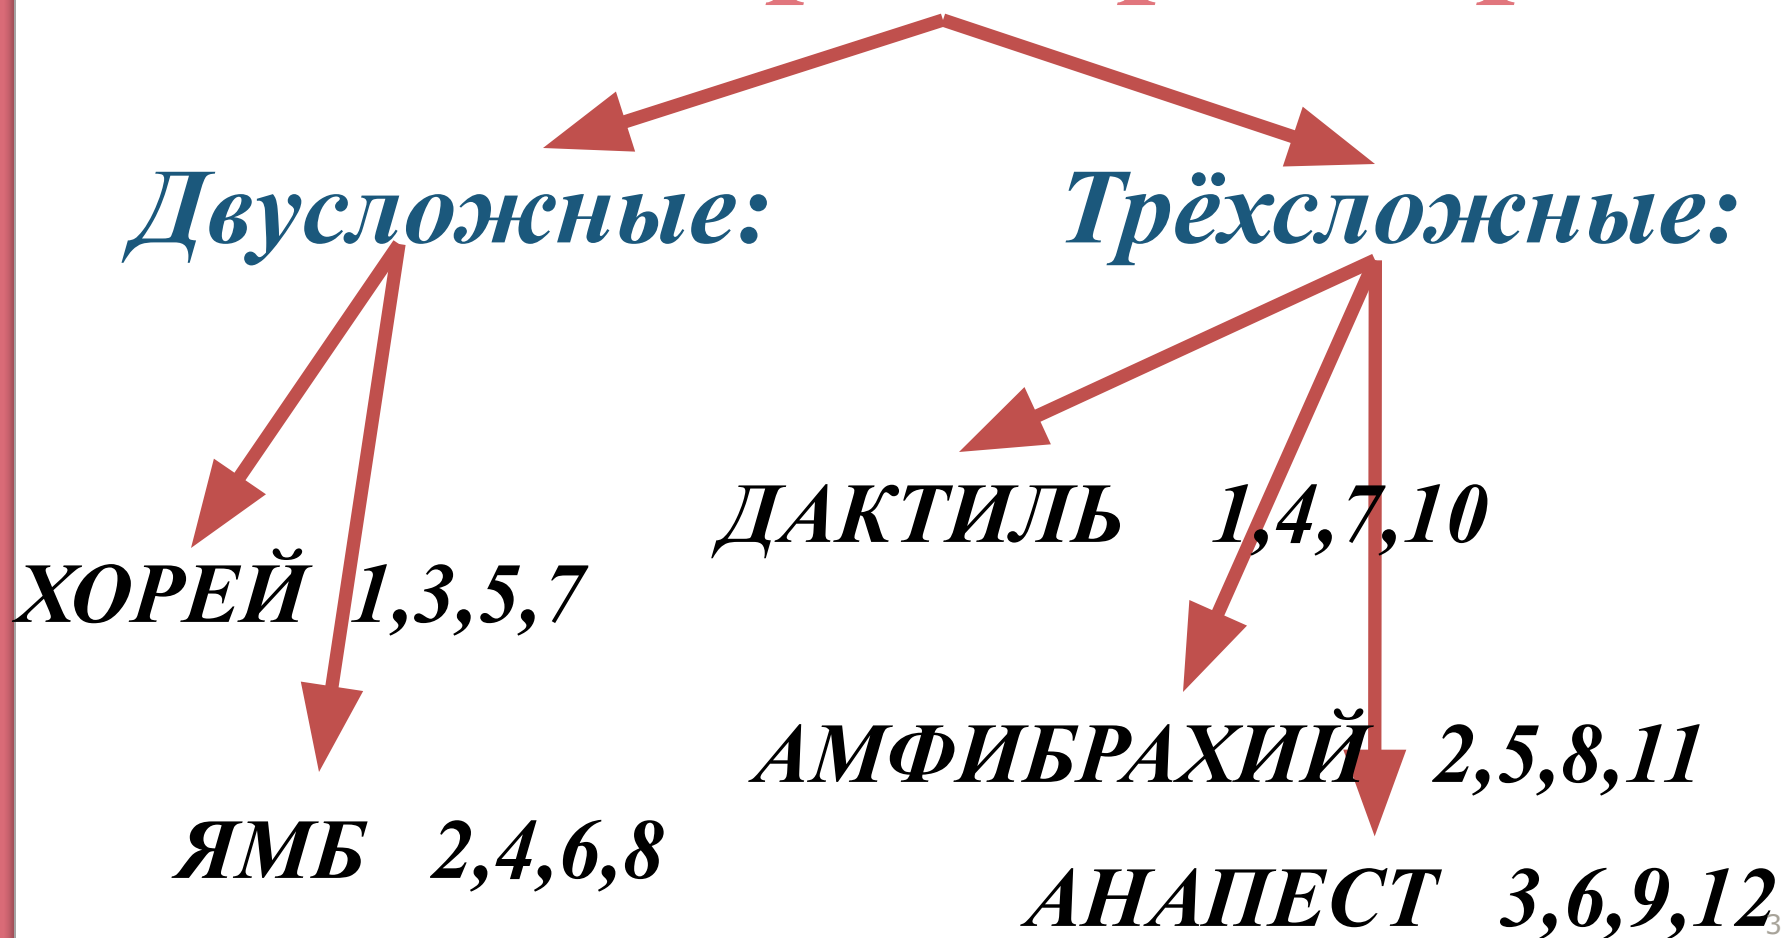 Двусложные:
Трёхсложные:
ДАКТИЛЬ 1,4,7,10
ХОРЕЙ 1,3,5,7
АМФИБРАХИЙ 2,5,8,11
ЯМБ 2,4,6,8
АНАПЕСТ 3,6,9,12
3